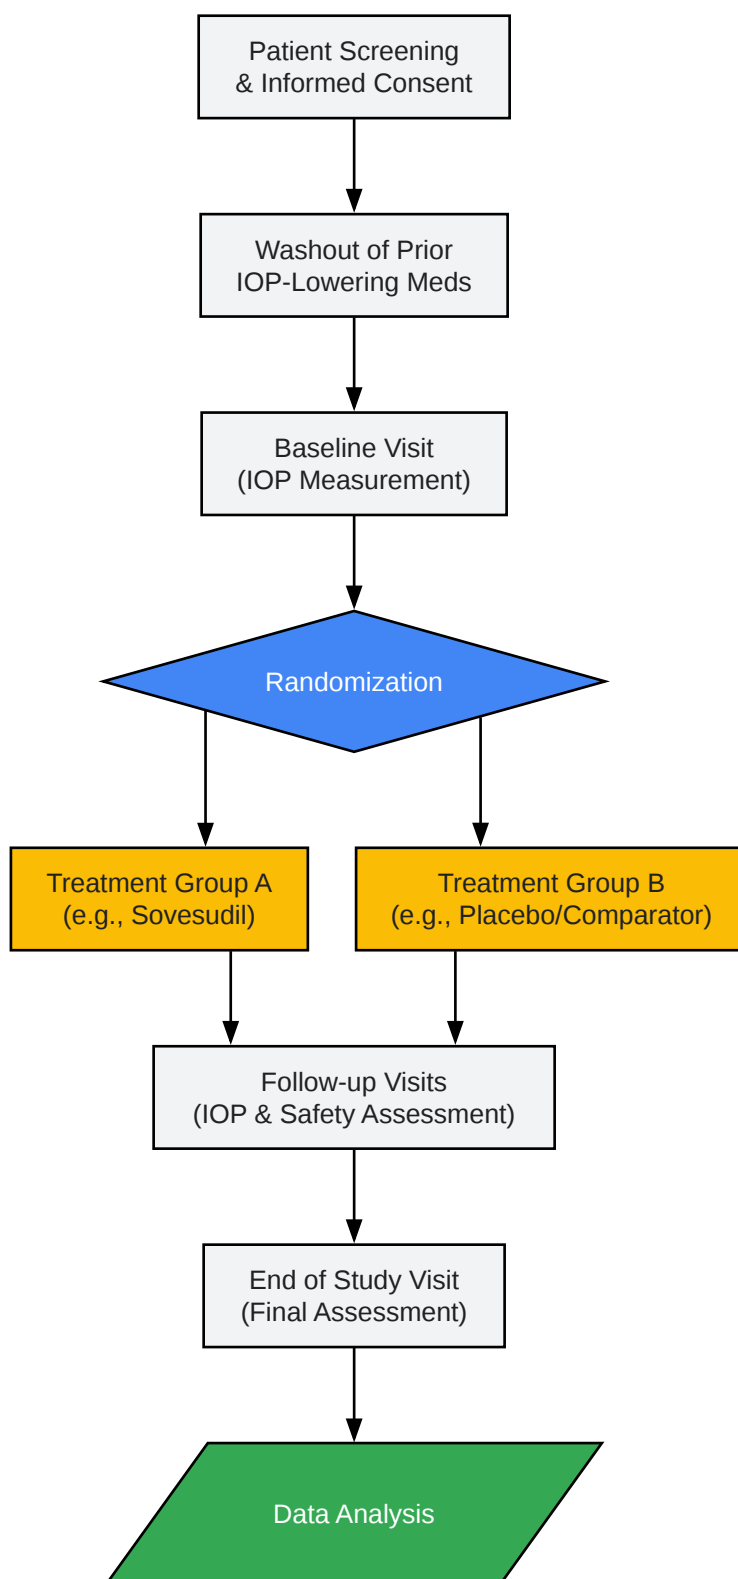 Patient Screening
& Informed Consent
Washout of Prior
IOP-Lowering Meds
Baseline Visit
(IOP Measurement)
Randomization
Treatment Group A
(e.g., Sovesudil)
Treatment Group B
(e.g., Placebo/Comparator)
Follow-up Visits
(IOP & Safety Assessment)
End of Study Visit
(Final Assessment)
Data Analysis